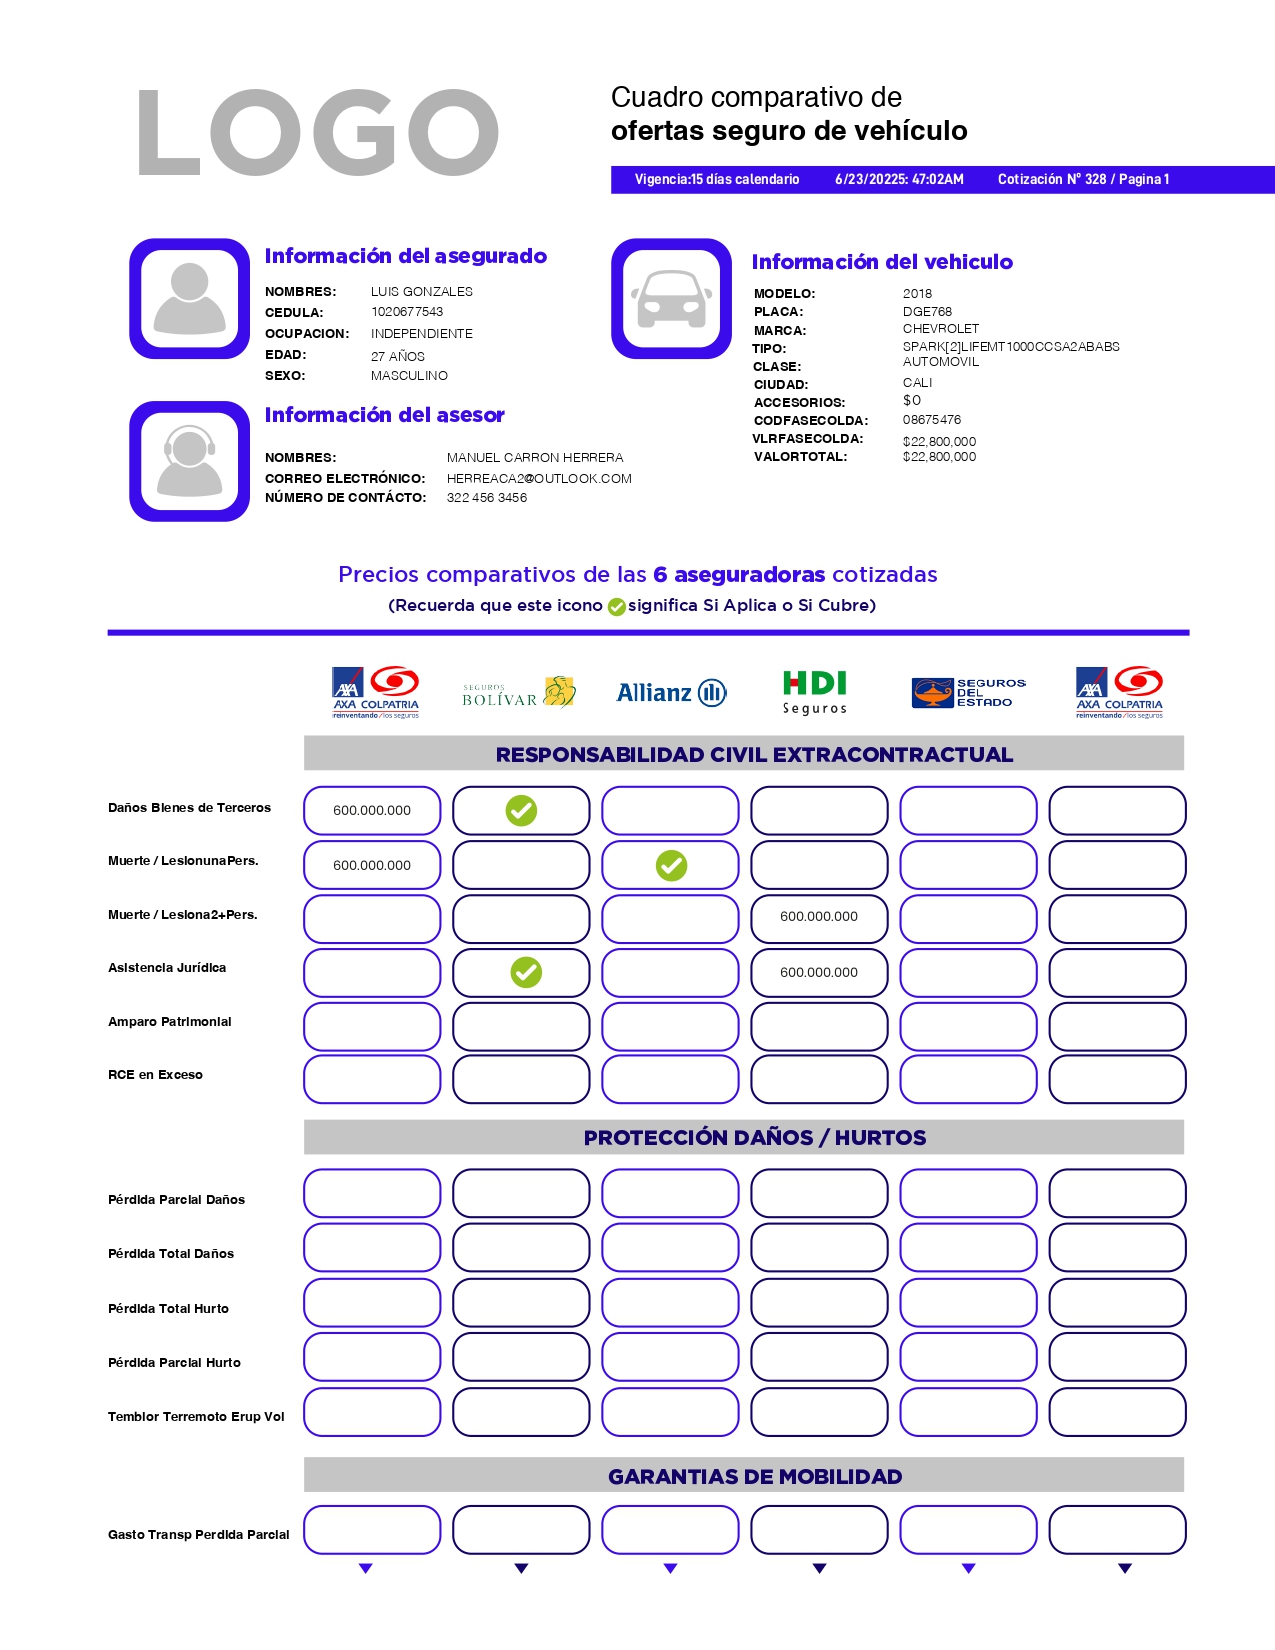 LOGO
Cuadro comparativo de
ofertas seguro de vehículo
Vigencia:15 días calendario 6/23/20225: 47:02AM Cotización N° 328 / Pagina 1
Información del asegurado
NOMBRES: LUIS GONZALES
CEDULA: 1020677543
OCUPACION: INDEPENDIENTE
EDAD: 27 AÑOS
SEXO: MASCULINO
Información del vehiculo
MODELO: 2018
PLACA: DGE768
MARCA: CHEVROLET
TIPO: SPARK[2]LIFEMT1000CCSA2ABABS
CLASE: AUTOMOVIL
CIUDAD: CALI
ACCESORIOS: $0
CODFASECOLDA: 08675476
VLRFASECOLDA: $22,800,000
VALORTOTAL: $22,800,000
Información del asesor
NOMBRES: MANUEL CARRON HERRERA
CORREO ELECTRÓNICO: HERREACA2@OUTLOOK.COM
NÚMERO DE CONTÁCTO: 322 456 3456
Precios comparativos de las 6 aseguradoras cotizadas
(Recuerda que este icono significa Si Aplica o Si Cubre)
AXA
AXA COLPATRIA
reinventando / los seguros
SEGUROS
BOLÍVAR
Allianz
HDI
Seguros
SEGUROS
DEL
ESTADO
AXA
AXA COLPATRIA
reinventando / los seguros
RESPONSABILIDAD CIVIL EXTRACONTRACTUAL
Daños Bienes de Terceros 600.000.000
Muerte / LesionunaPers. 600.000.000
Muerte / Lesiona2+Pers. 600.000.000
Asistencia Jurídica 600.000.000
Amparo Patrimonial
RCE en Exceso
PROTECCIÓN DAÑOS / HURTOS
Pérdida Parcial Daños
Pérdida Total Daños
Pérdida Total Hurto
Pérdida Parcial Hurto
Temblor Terremoto Erup Vol
GARANTIAS DE MOBILIDAD
Gasto Transp Perdida Parcial